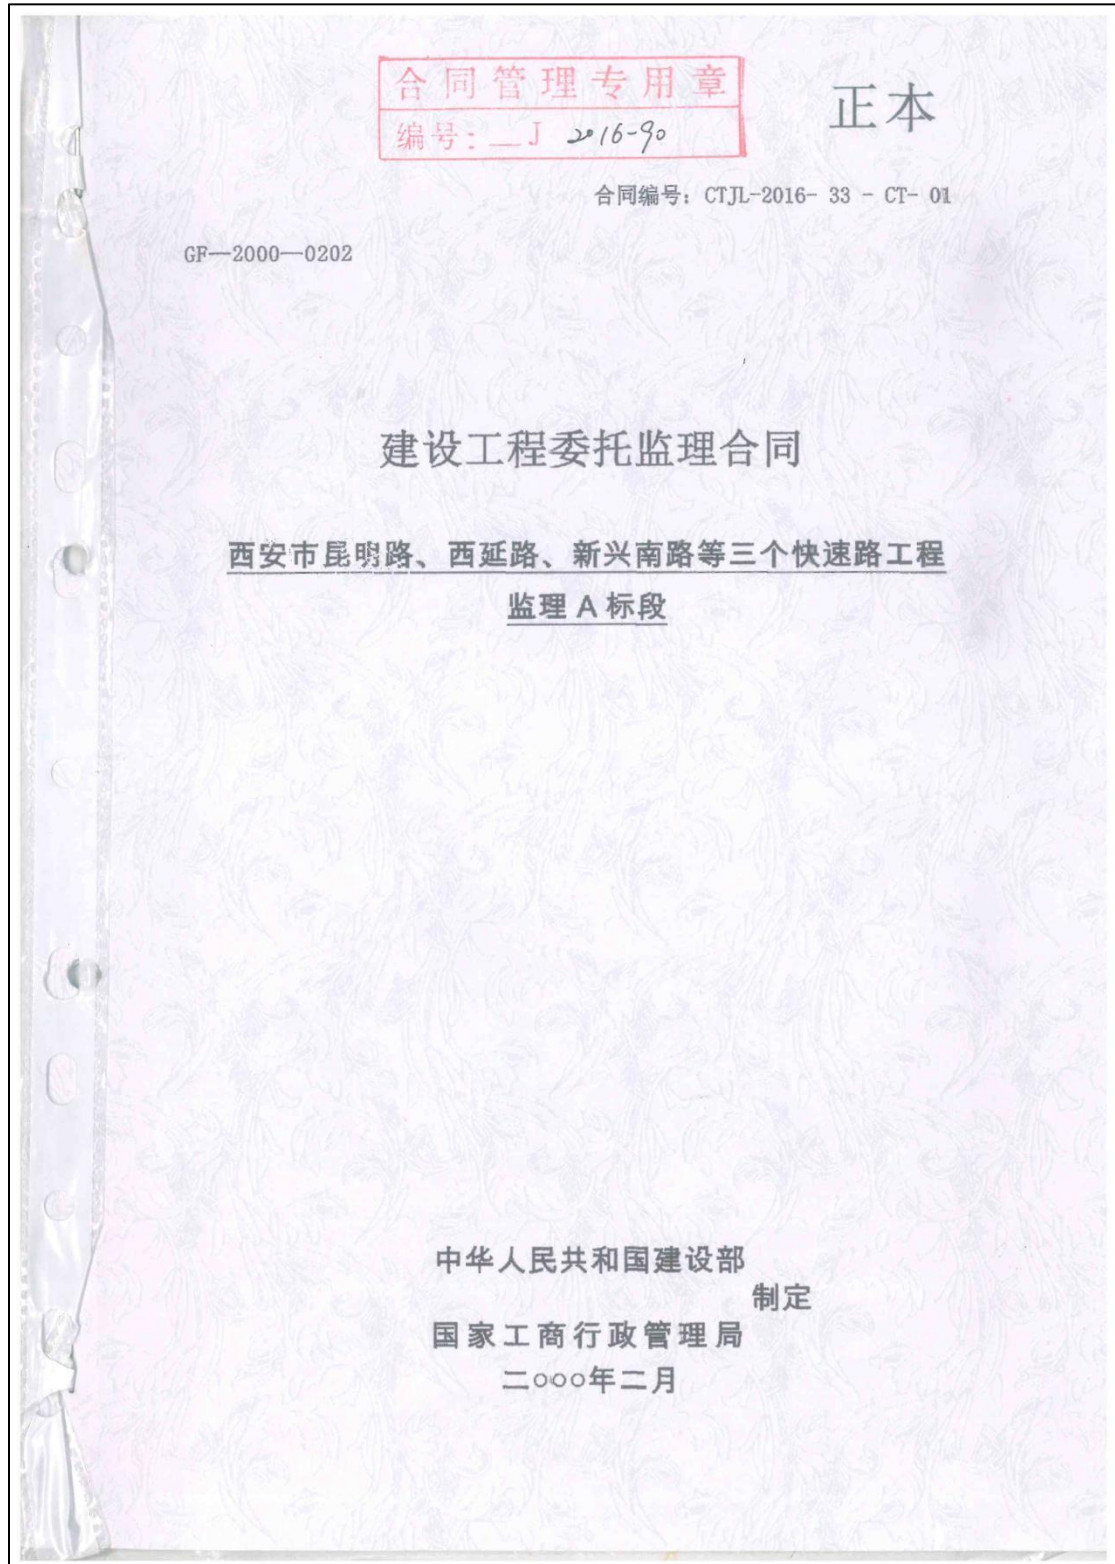 合同管理专用章
编号：__J 2016-90
正本
合同编号：CTJL-2016- 33 - CT- 01
GF—2000—0202
建设工程委托监理合同
西安市昆明路、西延路、新兴南路等三个快速路工程
监理 A 标段
中华人民共和国建设部
制定
国家工商行政管理局
二○○○年二月